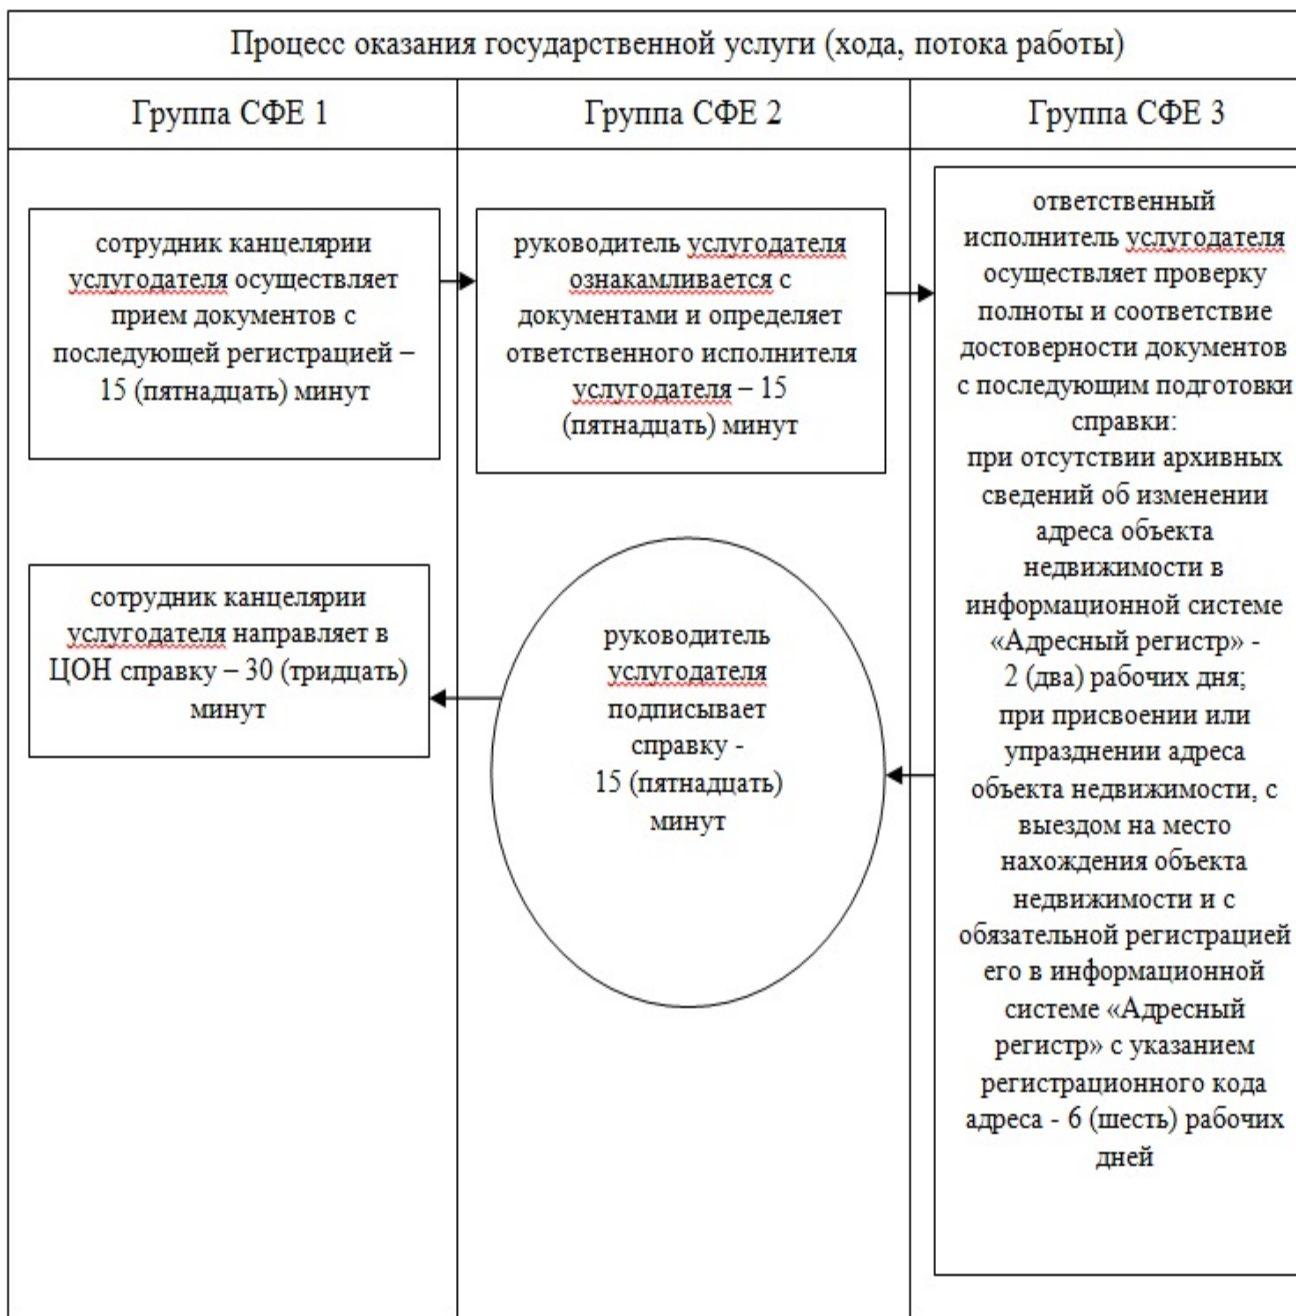 Процесс оказания государственной услуги (хода, потока работы)
Группа СФЕ 1
Группа СФЕ 2
Группа СФЕ 3
сотрудник канцелярии
услугодателя осуществляет
прием документов с
последующей регистрацией –
15 (пятнадцать) минут
руководитель услугодателя
ознакамливается с
документами и определяет
ответственного исполнителя
услугодателя – 15
(пятнадцать) минут
ответственный
исполнитель услугодателя
осуществляет проверку
полноты и соответствие
достоверности документов
с последующим подготовки
справки:
при отсутствии архивных
сведений об изменении
адреса объекта
недвижимости в
информационной системе
«Адресный регистр» -
2 (два) рабочих дня;
при присвоении или
упразднении адреса
объекта недвижимости, с
выездом на место
нахождения объекта
недвижимости и с
обязательной регистрацией
его в информационной
системе «Адресный
регистр» с указанием
регистрационного кода
адреса - 6 (шесть) рабочих
дней
руководитель
услугодателя
подписывает
справку -
15 (пятнадцать)
минут
сотрудник канцелярии
услугодателя направляет в
ЦОН справку – 30 (тридцать)
минут